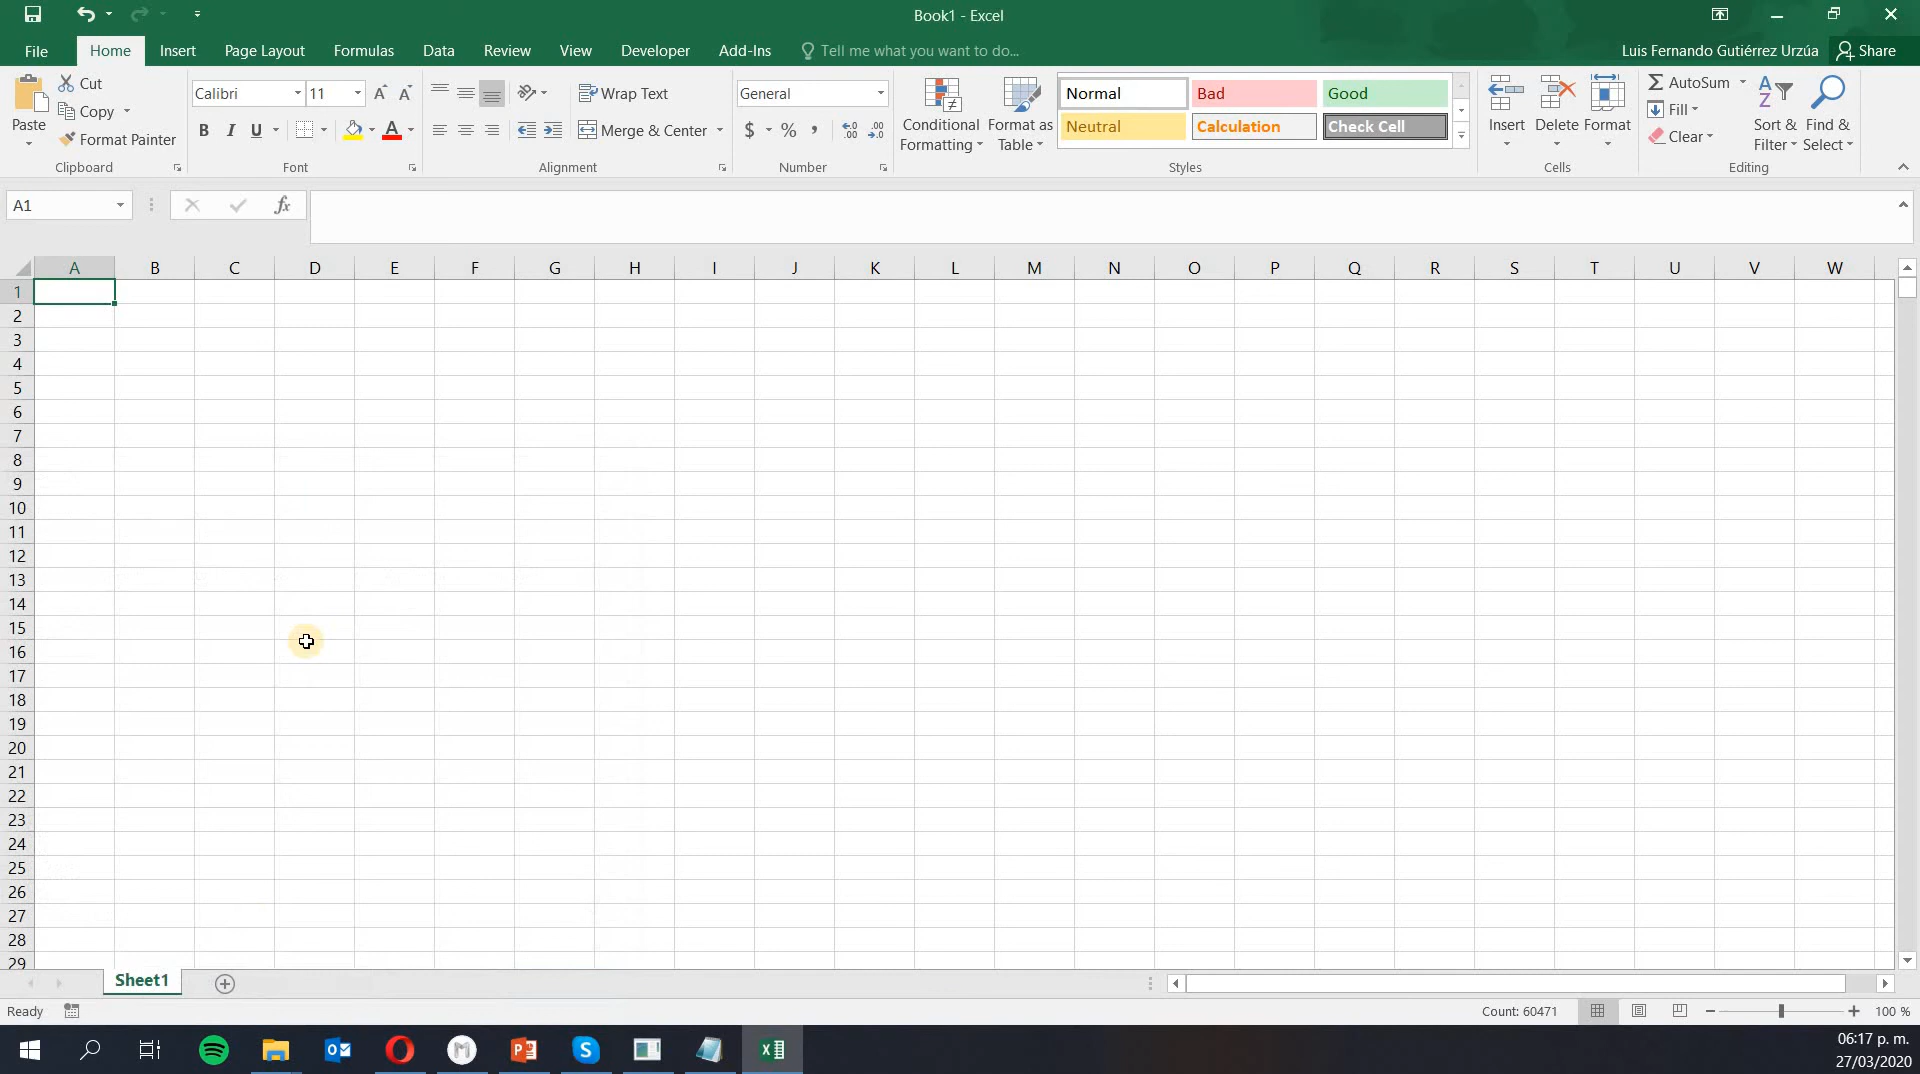 Book1 - Excel
File Home Insert Page Layout Formulas Data Review View Developer Add-Ins Tell me what you want to do... Luis Fernando Gutiérrez Urzúa Share
Paste
Cut
Copy
Format Painter
Clipboard
Calibri 11
B I U
Font
Wrap Text
Merge & Center
Alignment
General
$ % ,
Number
Conditional Formatting
Format as Table
Normal Bad Good
Neutral Calculation Check Cell
Styles
Insert Delete Format
Cells
AutoSum
Fill
Clear
Sort & Filter
Find & Select
Editing
A1 fx
A B C D E F G H I J K L M N O P Q R S T U V W
1
2
3
4
5
6
7
8
9
10
11
12
13
14
15
16
17
18
19
20
21
22
23
24
25
26
27
28
29
Sheet1
Ready Count: 60471 100 %
06:17 p. m.
27/03/2020